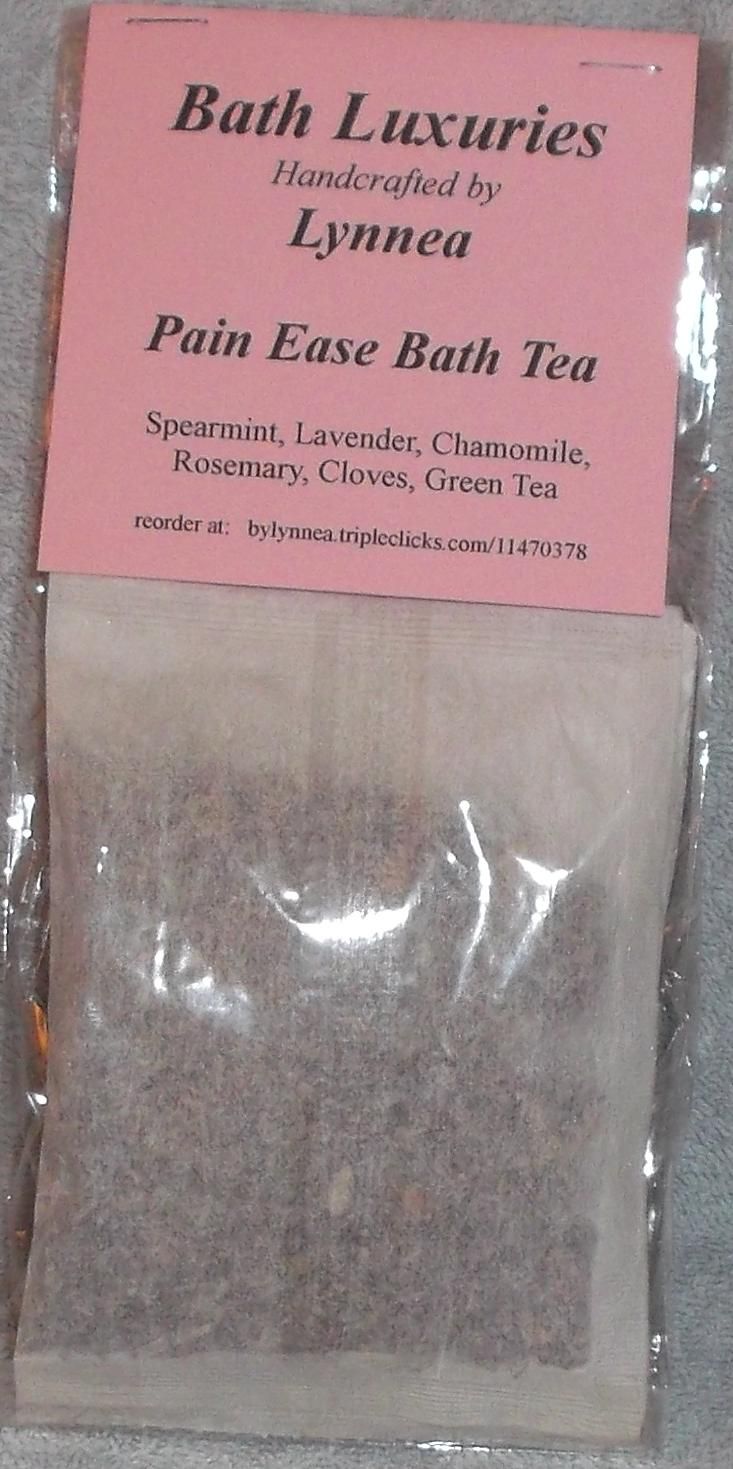 Bath Luxuries
Handcrafted by
Lynnea
Pain Ease Bath Tea
Spearmint, Lavender, Chamomile,
Rosemary, Cloves, Green Tea
reorder at: bylynnea.tripleclicks.com/11470378